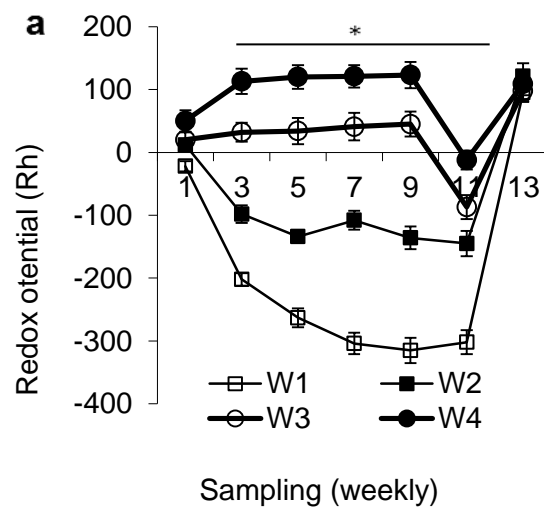 a
*
200
100
0
-100
-200
-300
-400
Redox otential (Rh)
1 3 5 7 9 11 13
W1 W2
W3 W4
Sampling (weekly)